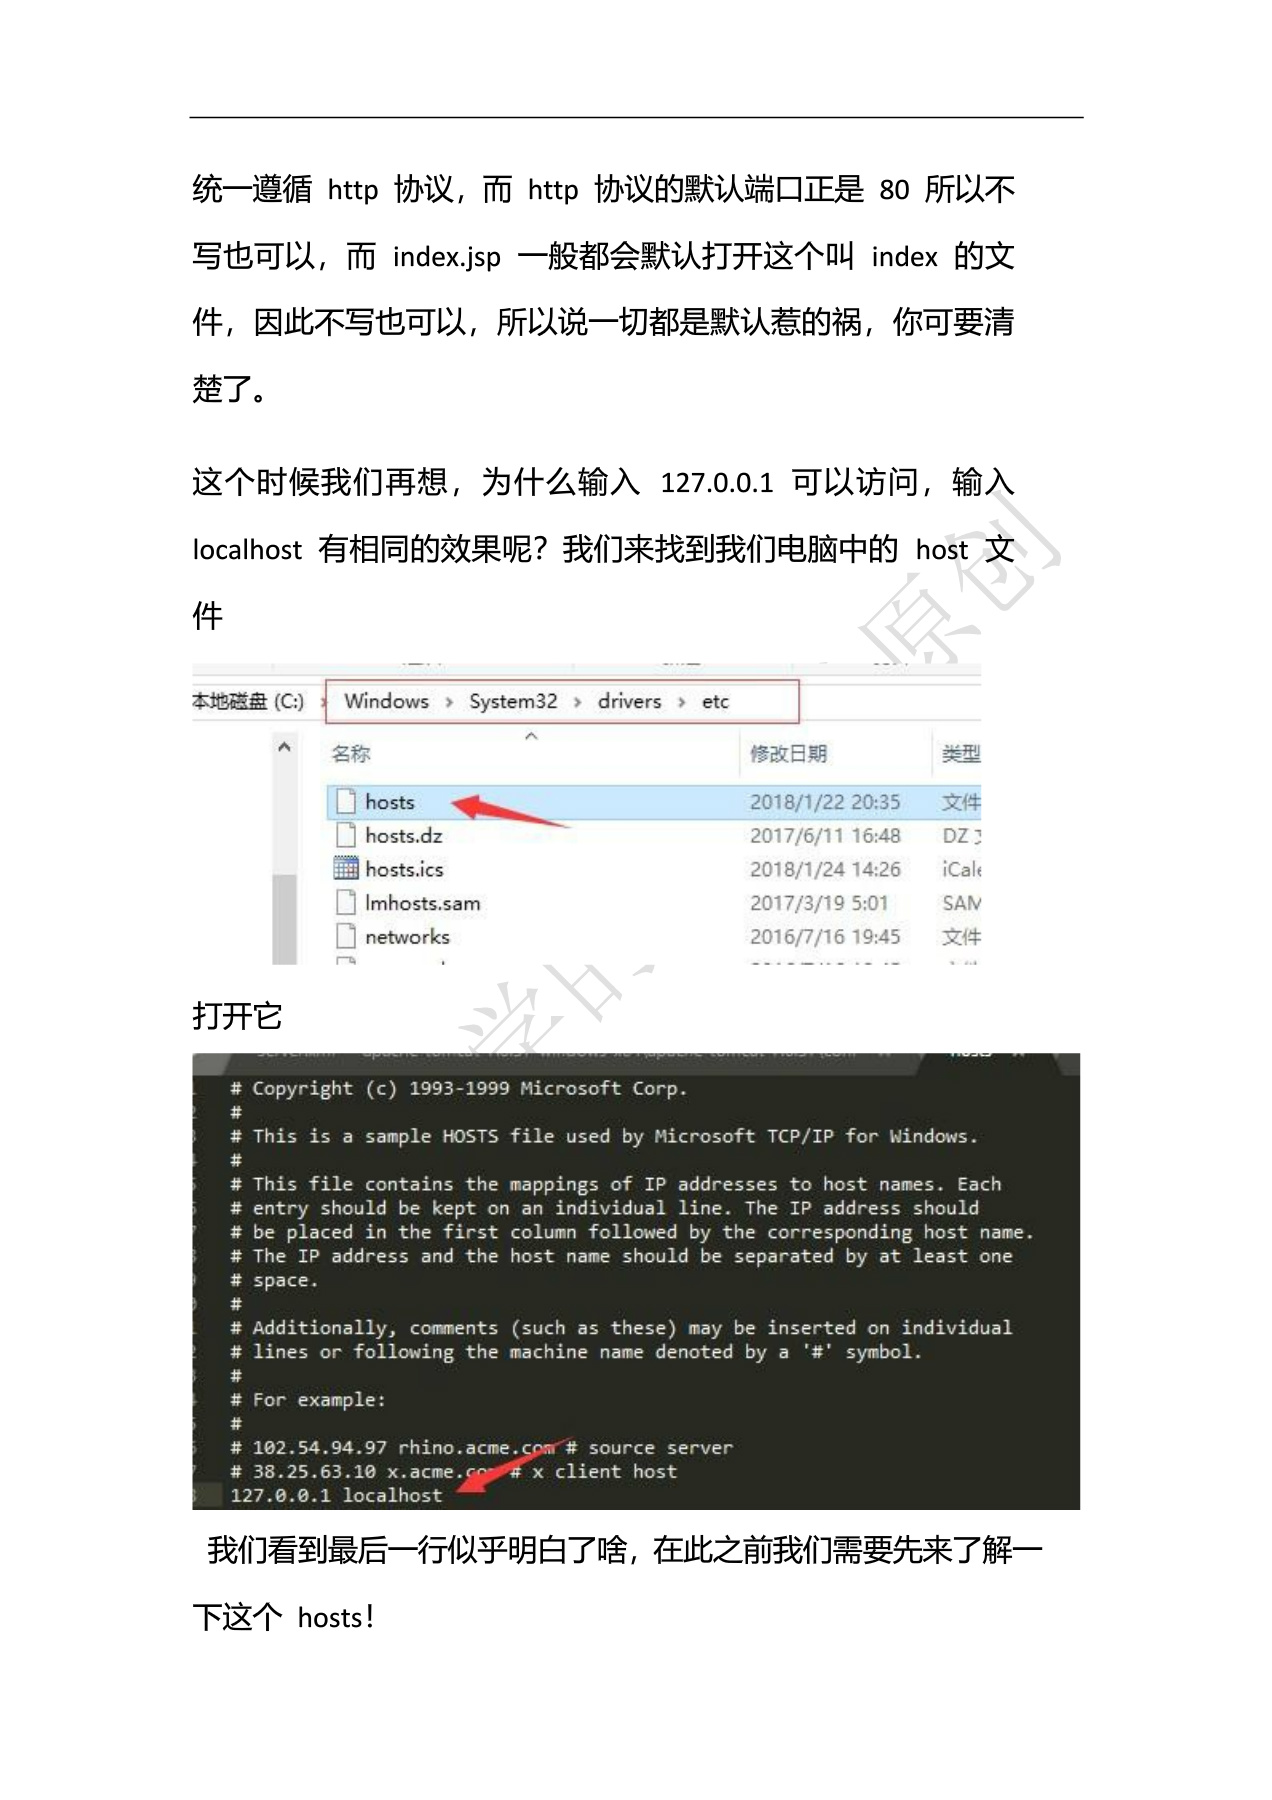 统一遵循 http 协议，而 http 协议的默认端口正是 80 所以不
写也可以，而 index.jsp 一般都会默认打开这个叫 index 的文
件，因此不写也可以，所以说一切都是默认惹的祸，你可要清
楚了。
这个时候我们再想，为什么输入 127.0.0.1 可以访问，输入
localhost 有相同的效果呢？我们来找到我们电脑中的 host 文
件
原创
本地磁盘 (C:) › Windows › System32 › drivers › etc
名称 修改日期 类型
hosts 2018/1/22 20:35 文件
hosts.dz 2017/6/11 16:48 DZ
hosts.ics 2018/1/24 14:26 iCale
lmhosts.sam 2017/3/19 5:01 SAM
networks 2016/7/16 19:45 文件
学
打开它
# Copyright (c) 1993-1999 Microsoft Corp.
#
# This is a sample HOSTS file used by Microsoft TCP/IP for Windows.
#
# This file contains the mappings of IP addresses to host names. Each
# entry should be kept on an individual line. The IP address should
# be placed in the first column followed by the corresponding host name.
# The IP address and the host name should be separated by at least one
# space.
#
# Additionally, comments (such as these) may be inserted on individual
# lines or following the machine name denoted by a '#' symbol.
#
# For example:
#
# 102.54.94.97 rhino.acme.com # source server
# 38.25.63.10 x.acme.com # x client host
127.0.0.1 localhost
我们看到最后一行似乎明白了啥，在此之前我们需要先来了解一
下这个 hosts！